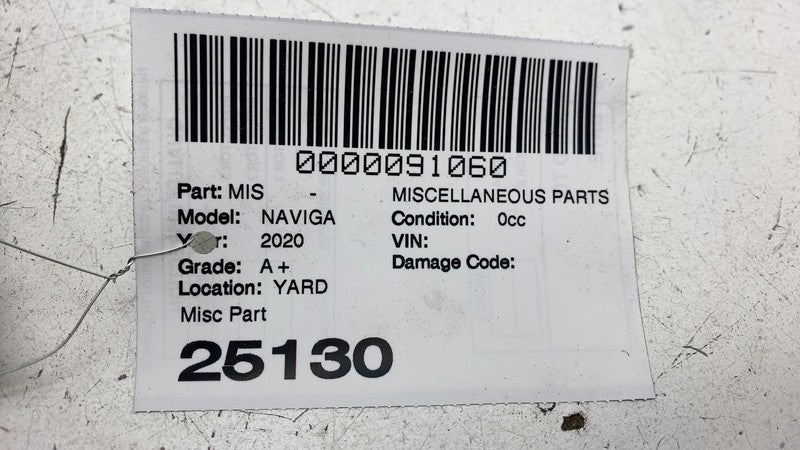 0000091060
Part: MIS - MISCELLANEOUS PARTS
Model: NAVIGA Condition: 0cc
Year: 2020 VIN:
Grade: A+ Damage Code:
Location: YARD
Misc Part
25130